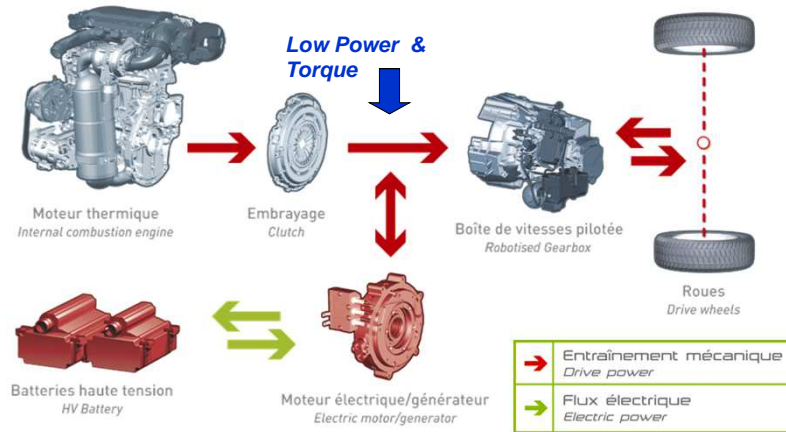 Low Power &
Torque
Moteur thermique
Internal combustion engine
Embrayage
Clutch
Boîte de vitesses pilotée
Robotised Gearbox
Roues
Drive wheels
Batteries haute tension
HV Battery
Moteur électrique/générateur
Electric motor/generator
Entraînement mécanique
Drive power
Flux électrique
Electric power